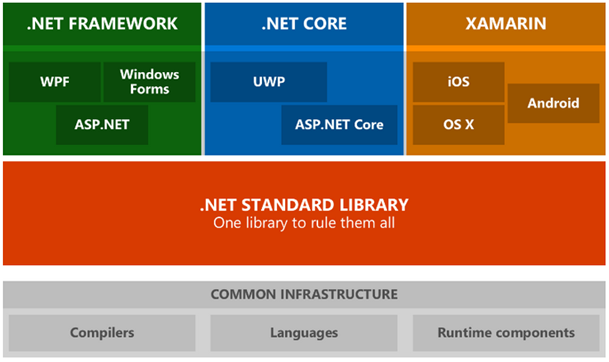 .NET FRAMEWORK
.NET CORE
XAMARIN
WPF
Windows
Forms
ASP.NET
UWP
ASP.NET Core
iOS
Android
OS X
.NET STANDARD LIBRARY
One library to rule them all
COMMON INFRASTRUCTURE
Compilers
Languages
Runtime components